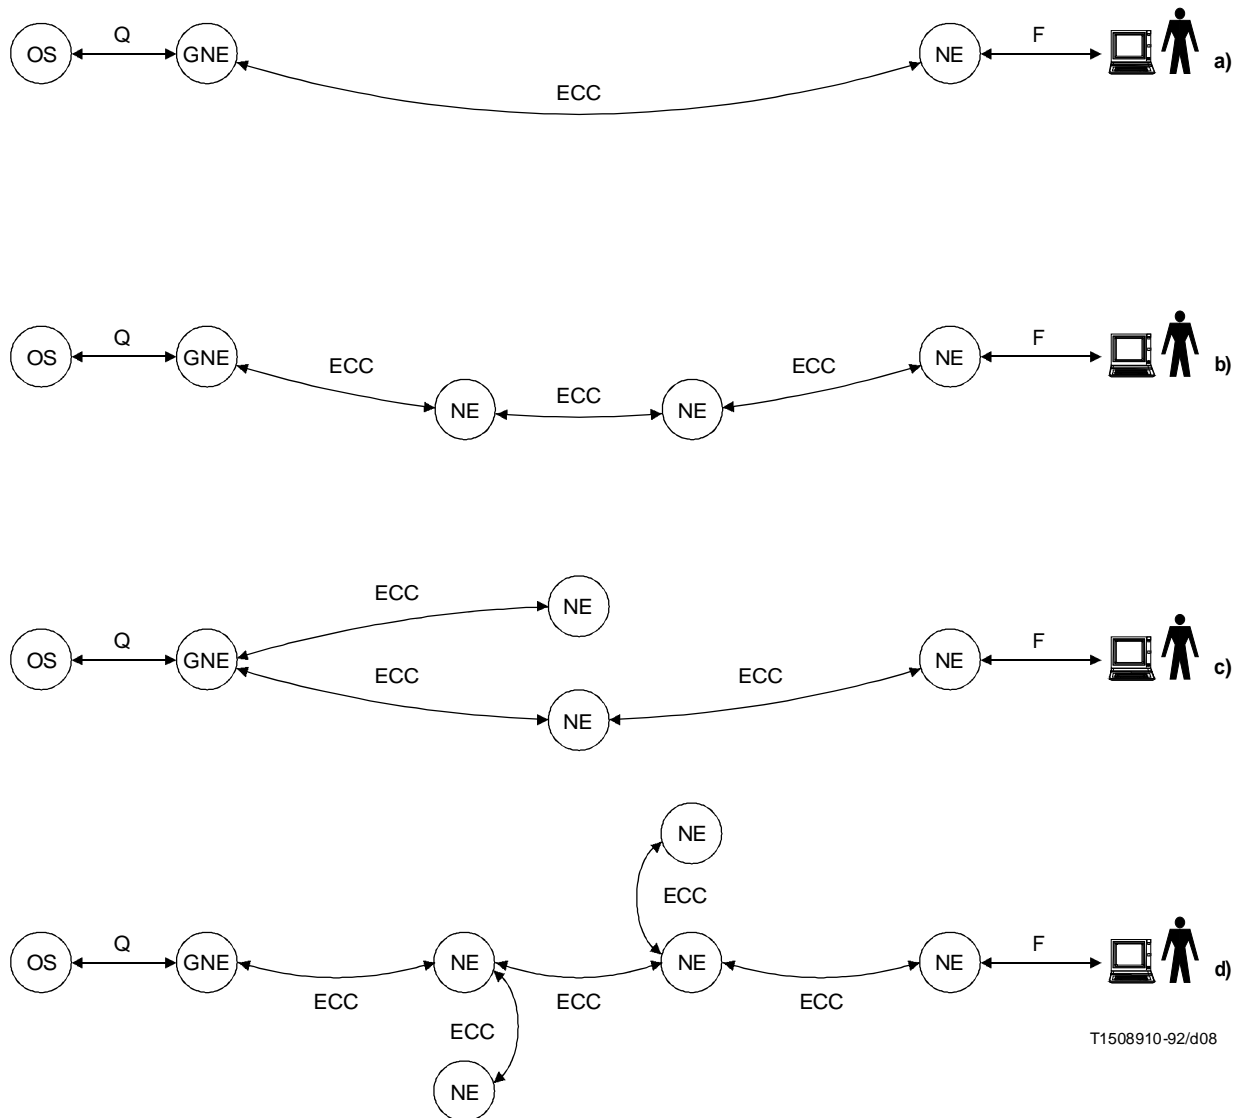 OS Q GNE ECC NE F a)
OS Q GNE ECC NE ECC NE ECC NE F b)
ECC NE
OS Q GNE ECC NE ECC NE F c)
NE
ECC
OS Q GNE ECC NE ECC NE ECC NE F d)
ECC
NE
T1508910-92/d08